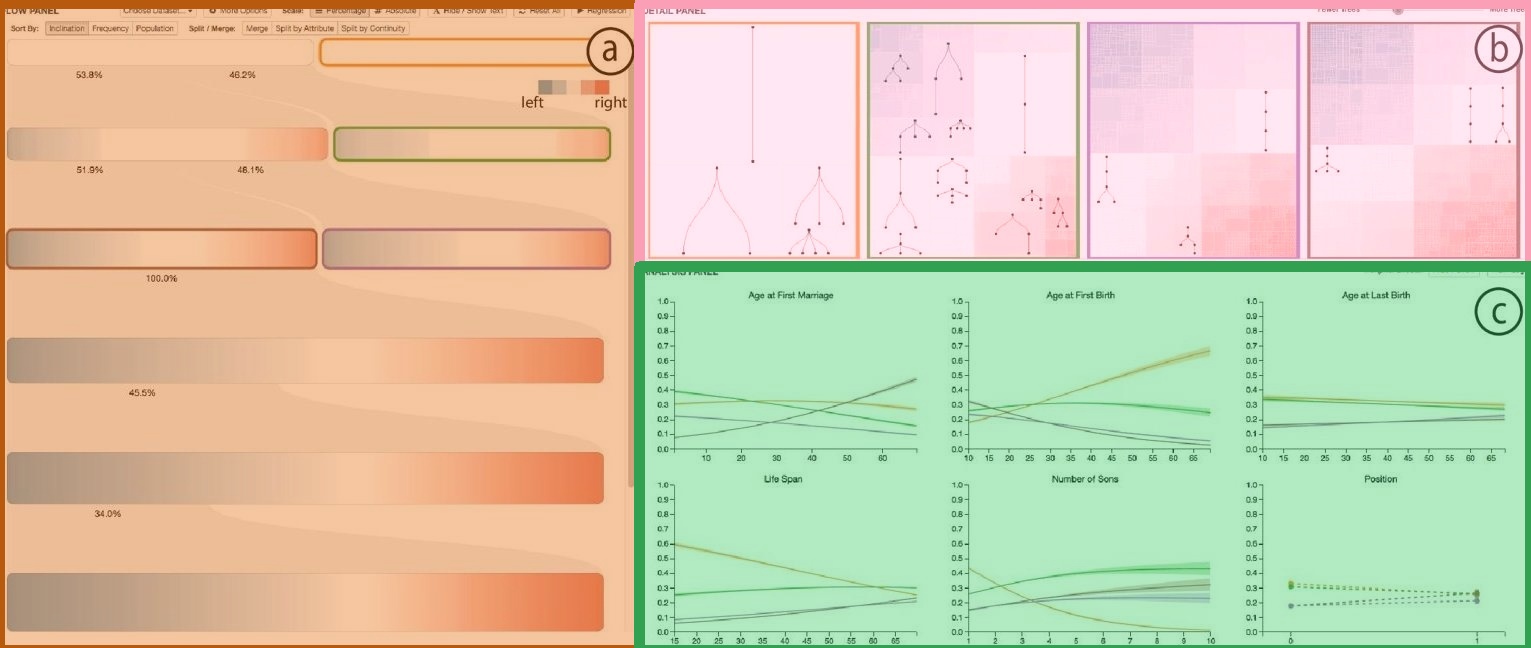 LOW PANEL
Choose Dataset...
More Options
Scale:
Percentage
# Absolute
Hide / Show Text
Reset All
Regression
Sort By:
Inclination
Frequency
Population
Split / Merge:
Merge
Split by Attribute
Split by Continuity
a
53.8%
46.2%
left
right
51.9%
46.1%
100.0%
45.5%
34.0%
DETAIL PANEL
Fewer Trees
b
ANALYSIS PANEL
c
Age at First Marriage
1.0
0.9
0.8
0.7
0.6
0.5
0.4
0.3
0.2
0.1
0.0
10 20 30 40 50 60
Age at First Birth
1.0
0.9
0.8
0.7
0.6
0.5
0.4
0.3
0.2
0.1
0.0
10 15 20 25 30 35 40 45 50 55 60 65
Age at Last Birth
1.0
0.9
0.8
0.7
0.6
0.5
0.4
0.3
0.2
0.1
0.0
10 15 20 25 30 35 40 45 50 55 60 65
Life Span
1.0
0.9
0.8
0.7
0.6
0.5
0.4
0.3
0.2
0.1
0.0
15 20 25 30 35 40 45 50 55 60 65
Number of Sons
1.0
0.9
0.8
0.7
0.6
0.5
0.4
0.3
0.2
0.1
0.0
1 2 3 4 5 6 7 8 9 10
Position
1.0
0.9
0.8
0.7
0.6
0.5
0.4
0.3
0.2
0.1
0.0
0 1